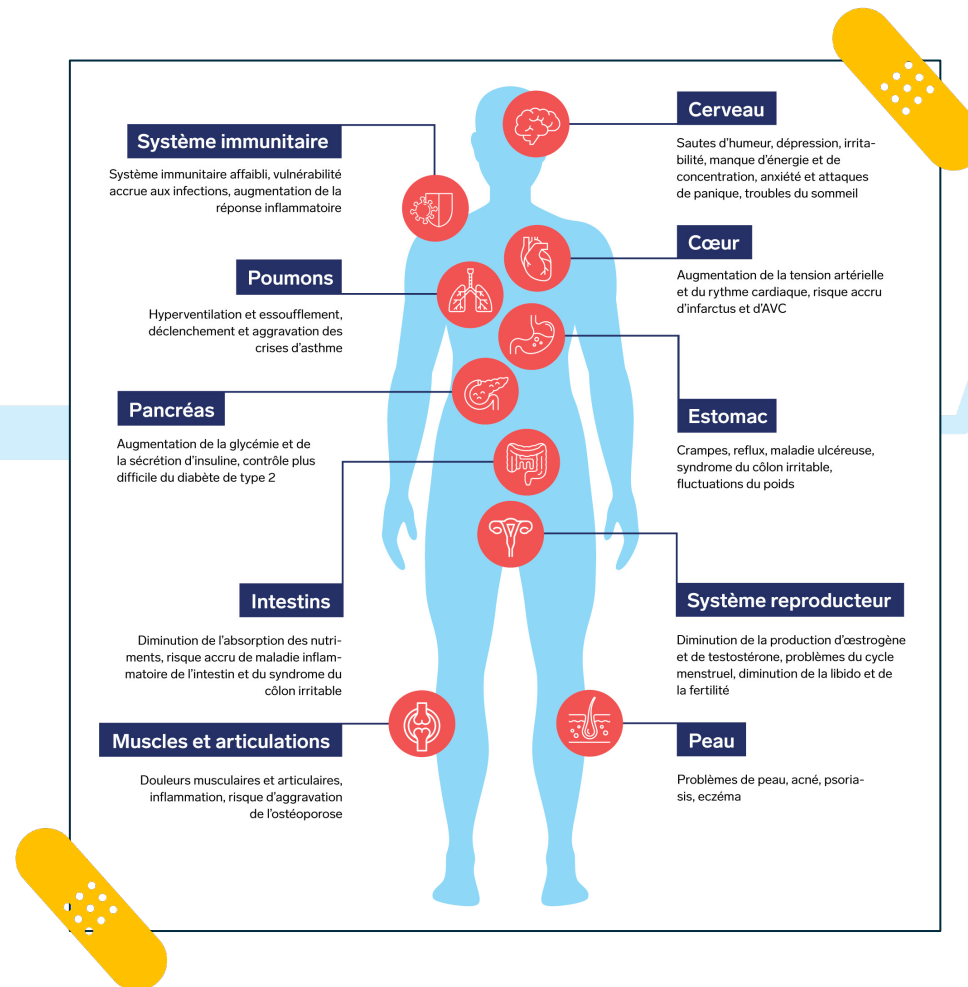 Système immunitaire
Système immunitaire affaibli, vulnérabilité
accrue aux infections, augmentation de la
réponse inflammatoire
Poumons
Hyperventilation et essoufflement,
déclenchement et aggravation des
crises d'asthme
Pancréas
Augmentation de la glycémie et de
la sécrétion d'insuline, contrôle plus
difficile du diabète de type 2
Intestins
Diminution de l'absorption des nutri-
ments, risque accru de maladie inflam-
matoire de l'intestin et du syndrome du
côlon irritable
Muscles et articulations
Douleurs musculaires et articulaires,
inflammation, risque d'aggravation
de l'ostéoporose
Cerveau
Sautes d'humeur, dépression, irrita-
bilité, manque d'énergie et de
concentration, anxiété et attaques
de panique, troubles du sommeil
Cœur
Augmentation de la tension artérielle
et du rythme cardiaque, risque accru
d'infarctus et d'AVC
Estomac
Crampes, reflux, maladie ulcéreuse,
syndrome du côlon irritable,
fluctuations du poids
Système reproducteur
Diminution de la production d'œstrogène
et de testostérone, problèmes du cycle
menstruel, diminution de la libido et de
la fertilité
Peau
Problèmes de peau, acné, psoria-
sis, eczéma